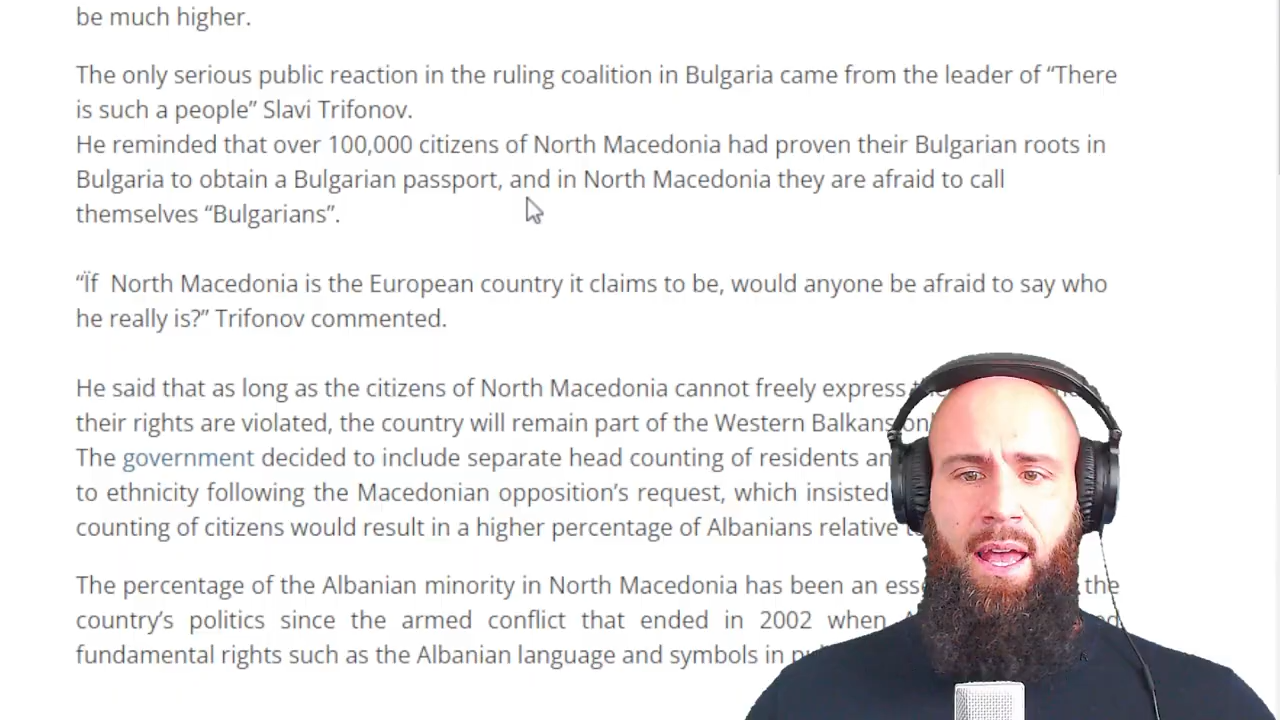 be much higher.
The only serious public reaction in the ruling coalition in Bulgaria came from the leader of “There
is such a people” Slavi Trifonov.
He reminded that over 100,000 citizens of North Macedonia had proven their Bulgarian roots in
Bulgaria to obtain a Bulgarian passport, and in North Macedonia they are afraid to call
themselves “Bulgarians”.
“Ïf North Macedonia is the European country it claims to be, would anyone be afraid to say who
he really is?” Trifonov commented.
He said that as long as the citizens of North Macedonia cannot freely express
their rights are violated, the country will remain part of the Western Balkans
The government decided to include separate head counting of residents
to ethnicity following the Macedonian opposition’s request, which insisted
counting of citizens would result in a higher percentage of Albanians relative
The percentage of the Albanian minority in North Macedonia has been an the
country’s politics since the armed conflict that ended in 2002 when
fundamental rights such as the Albanian language and symbols in